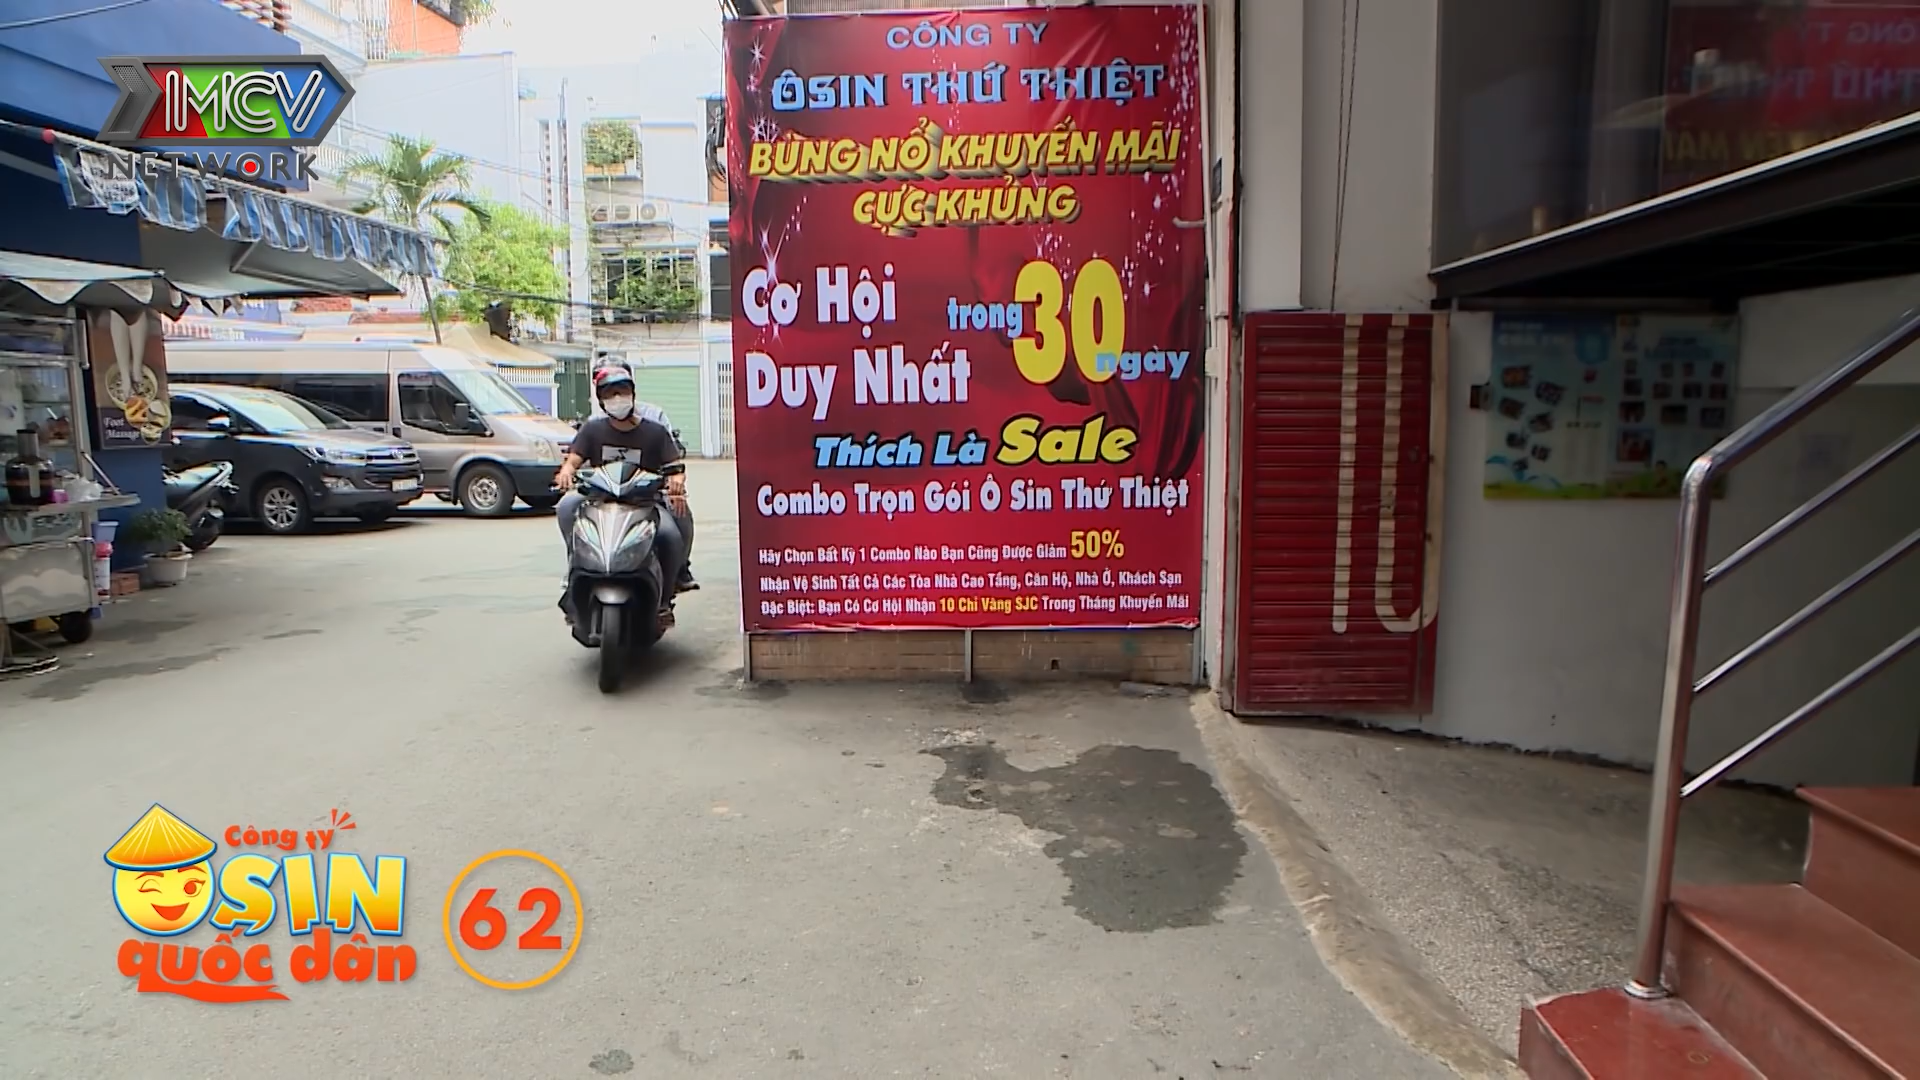 MCV
NETWORK
CÔNG TY
ÔSIN THỨ THIỆT
BÙNG NỔ KHUYẾN MÃI
CỰC KHỦNG
Cơ Hội
Duy Nhất
trong 30 ngày
Thích Là Sale
Combo Trọn Gói Ô Sin Thứ Thiệt
Hãy Chọn Bất Kỳ 1 Combo Nào Bạn Cũng Được Giảm 50%
Nhận Vệ Sinh Tất Cả Các Tòa Nhà Cao Tầng, Căn Hộ, Nhà Ở, Khách Sạn
Đặc Biệt: Bạn Có Cơ Hội Nhận 10 Chỉ Vàng SJC Trong Tháng Khuyến Mãi
Foot
Massage
Công ty
ÔSIN
quốc dân
62